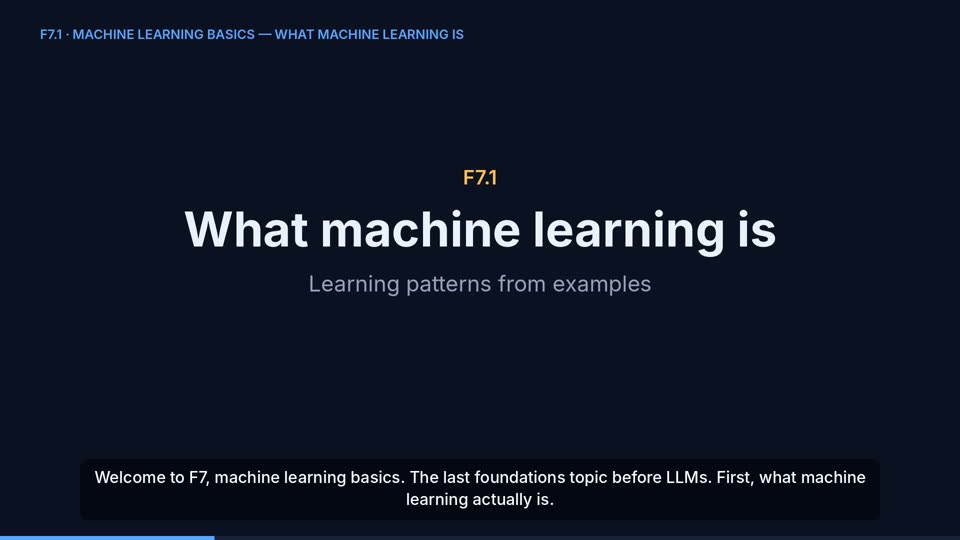 F7.1 · MACHINE LEARNING BASICS — WHAT MACHINE LEARNING IS
F7.1
What machine learning is
Learning patterns from examples
Welcome to F7, machine learning basics. The last foundations topic before LLMs. First, what machine
learning actually is.